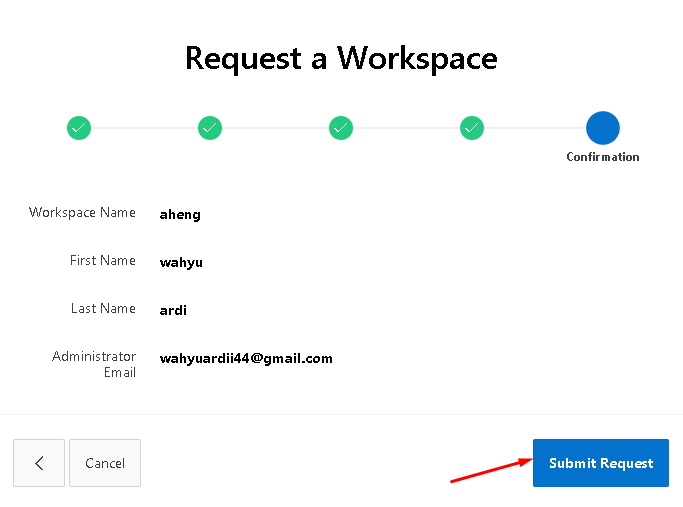 Request a Workspace
Confirmation
Workspace Name aheng
First Name wahyu
Last Name ardi
Administrator Email wahyuardii44@gmail.com
Cancel Submit Request